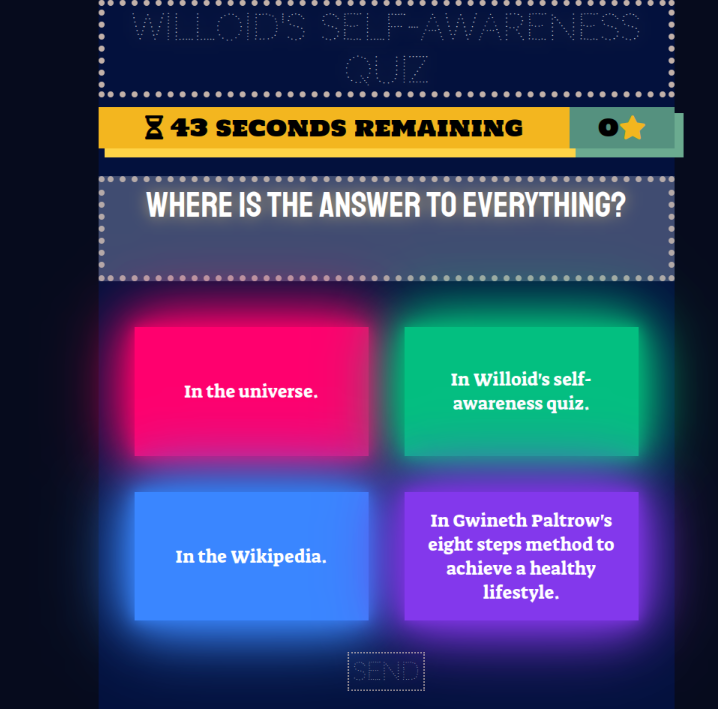 WILLOID'S SELF-AWARENESS
QUIZ
43 SECONDS REMAINING
0
WHERE IS THE ANSWER TO EVERYTHING?
In the universe.
In Willoid's self-
awareness quiz.
In the Wikipedia.
In Gwineth Paltrow's
eight steps method to
achieve a healthy
lifestyle.
SEND